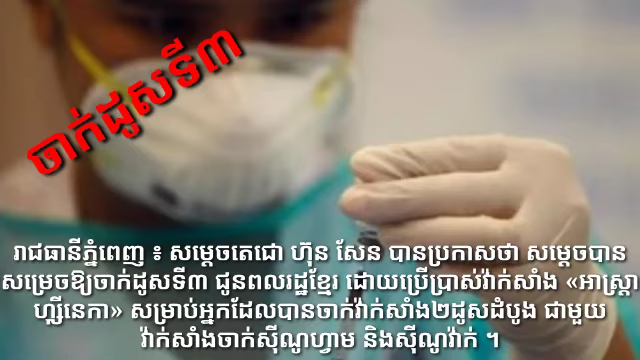 ចាក់ដូសទី៣
រាជធានីភ្នំពេញ ៖ សម្តេចតេជោ ហ៊ុន សែន បានប្រកាសថា សម្តេចបាន
សម្រេចឱ្យចាក់ដូសទី៣ ជូនពលរដ្ឋខ្មែរ ដោយប្រើប្រាស់វ៉ាក់សាំង «អាស្ត្រា
ហ្ស៊ីនេកា» សម្រាប់អ្នកដែលបានចាក់វ៉ាក់សាំង២ដូសដំបូង ជាមួយ
វ៉ាក់សាំងចាក់ស៊ីណូហ្វាម និងស៊ីណូវ៉ាក់ ។